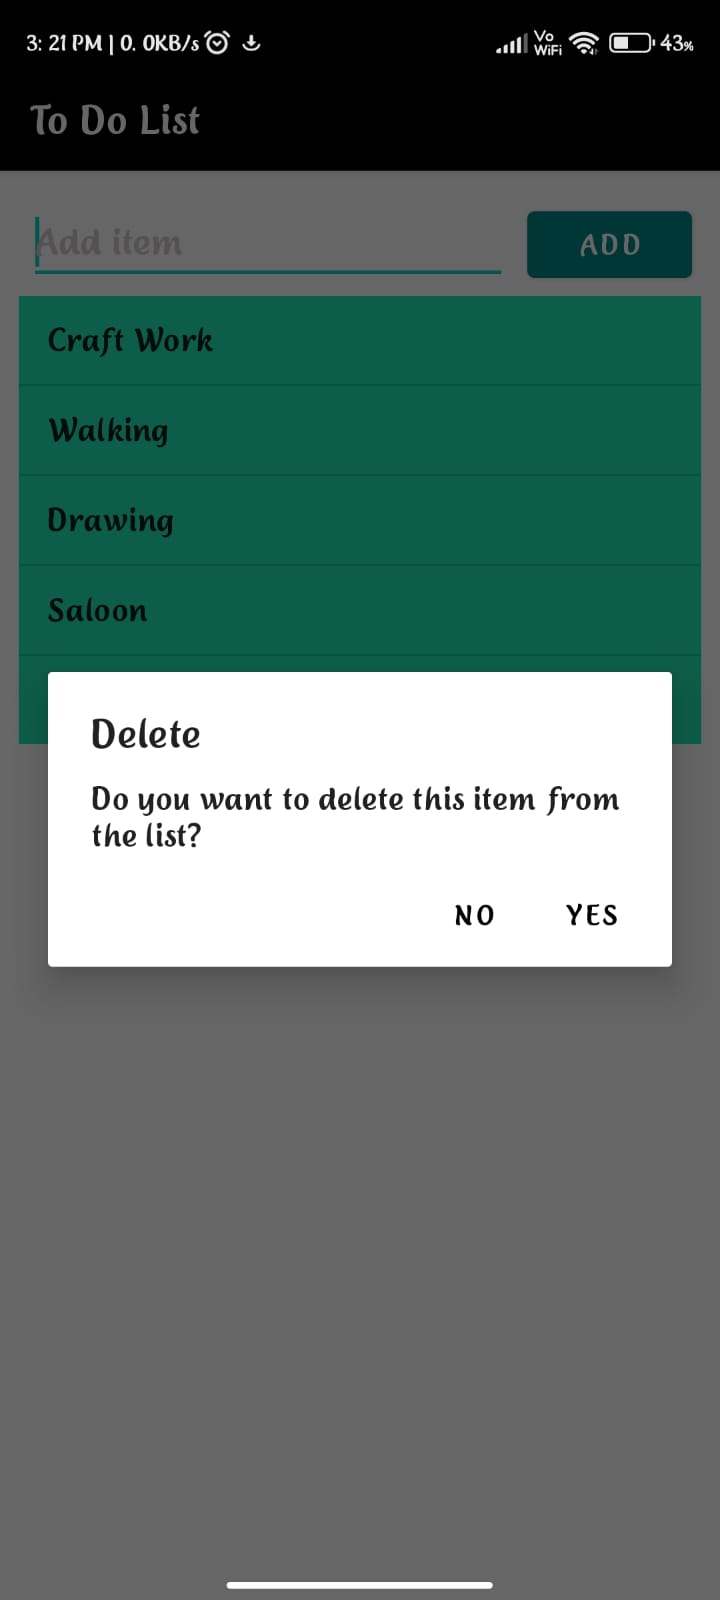 3: 21 PM | 0. 0KB/s Vo WiFi 43%
To Do List
Add item ADD
Craft Work
Walking
Drawing
Saloon
Delete
Do you want to delete this item from
the list?
NO YES